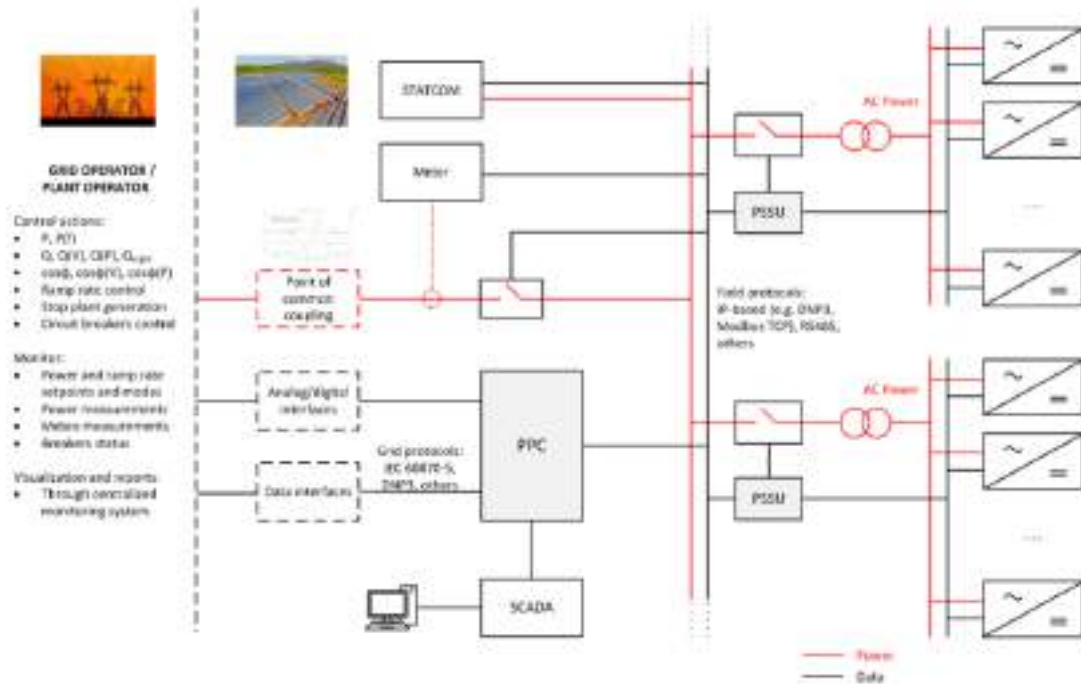 GRID OPERATOR /
PLANT OPERATOR
Control actions:
P, P(f)
Q, Q(V), Q(P),
cosϕ, cosϕ(V), cosϕ(P)
Ramp rate control
Stop plant generation
Circuit breakers control
Monitor:
Power and ramp rate
setpoints and modes
Power measurements
Meteo measurements
Breakers status
Visualization and reports:
Through centralized
monitoring system
STATCOM
Meter
Point of
common
coupling
Analog/digital
interfaces
Data interfaces
Grid protocols:
IEC 60870-5,
DNP3, others
PPC
SCADA
AC Power
PSSU
....
Yield protocols:
IP-based (e.g. DNP3,
Modbus TCP), RS485,
others
AC Power
PSSU
....
Power
Data